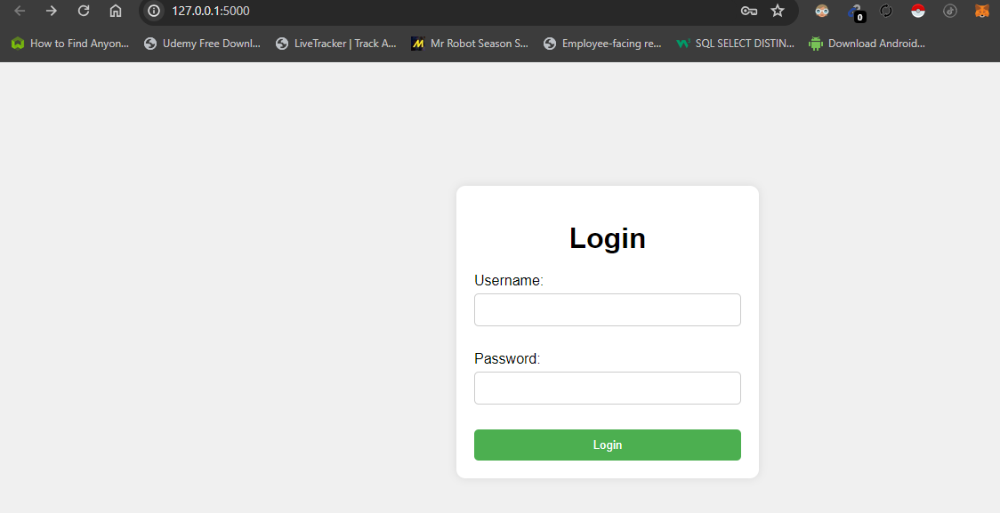 127.0.0.1:5000
0
How to Find Anyon...
Udemy Free Downl...
LiveTracker | Track A...
Mr Robot Season S...
Employee-facing re...
SQL SELECT DISTIN...
Download Android...
Login
Username:
Password:
Login